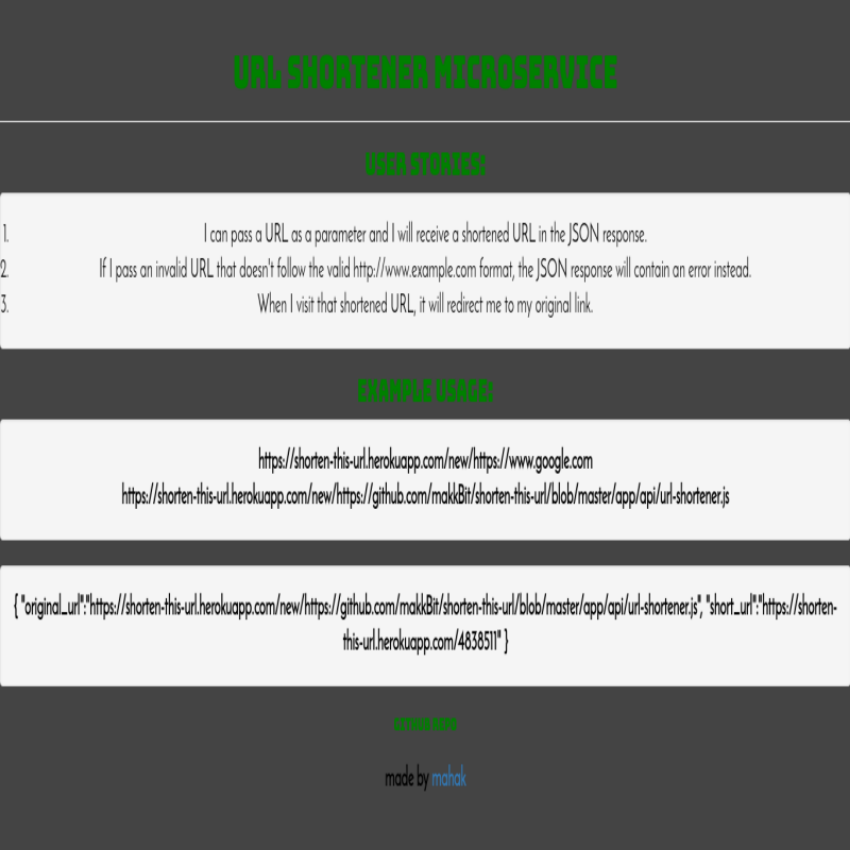 URL SHORTENER MICROSERVICE
USER STORIES:
1. I can pass a URL as a parameter and I will receive a shortened URL in the JSON response.
2. If I pass an invalid URL that doesn't follow the valid http://www.example.com format, the JSON response will contain an error instead.
3. When I visit that shortened URL, it will redirect me to my original link.
EXAMPLE USAGE:
https://shorten-this-url.herokuapp.com/new/https://www.google.com
https://shorten-this-url.herokuapp.com/new/https://github.com/makkBit/shorten-this-url/blob/master/app/api/url-shortener.js
{ "original_url":"https://shorten-this-url.herokuapp.com/new/https://github.com/makkBit/shorten-this-url/blob/master/app/api/url-shortener.js", "short_url":"https://shorten-
this-url.herokuapp.com/4838511" }
GITHUB REPO
made by mahak